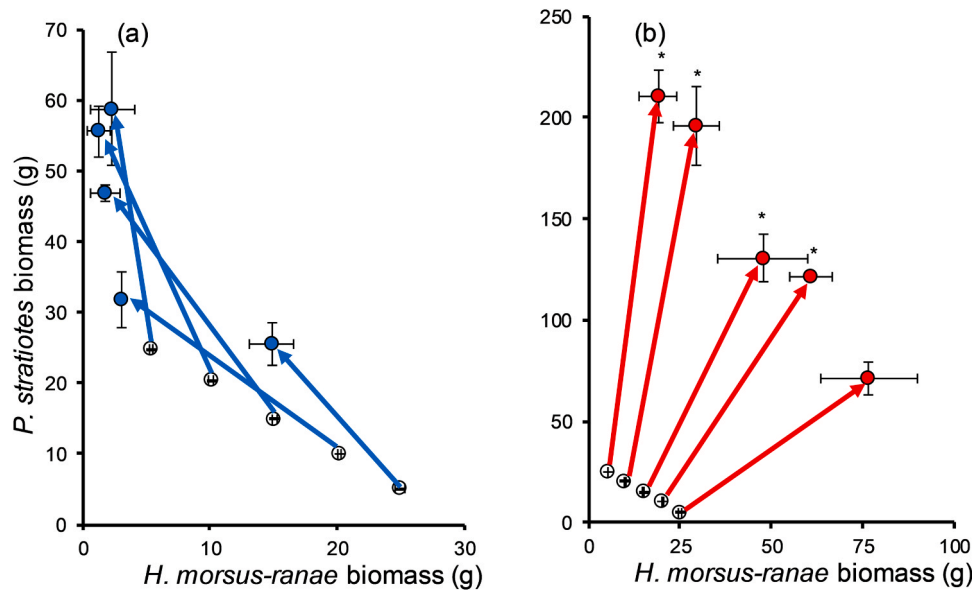 (a)
70
60
50
40
30
20
10
0
P. stratiotes biomass (g)
0 10 20 30
H. morsus-ranae biomass (g)
(b)
250
200
150
100
50
0
* * * *
0 25 50 75 100
H. morsus-ranae biomass (g)